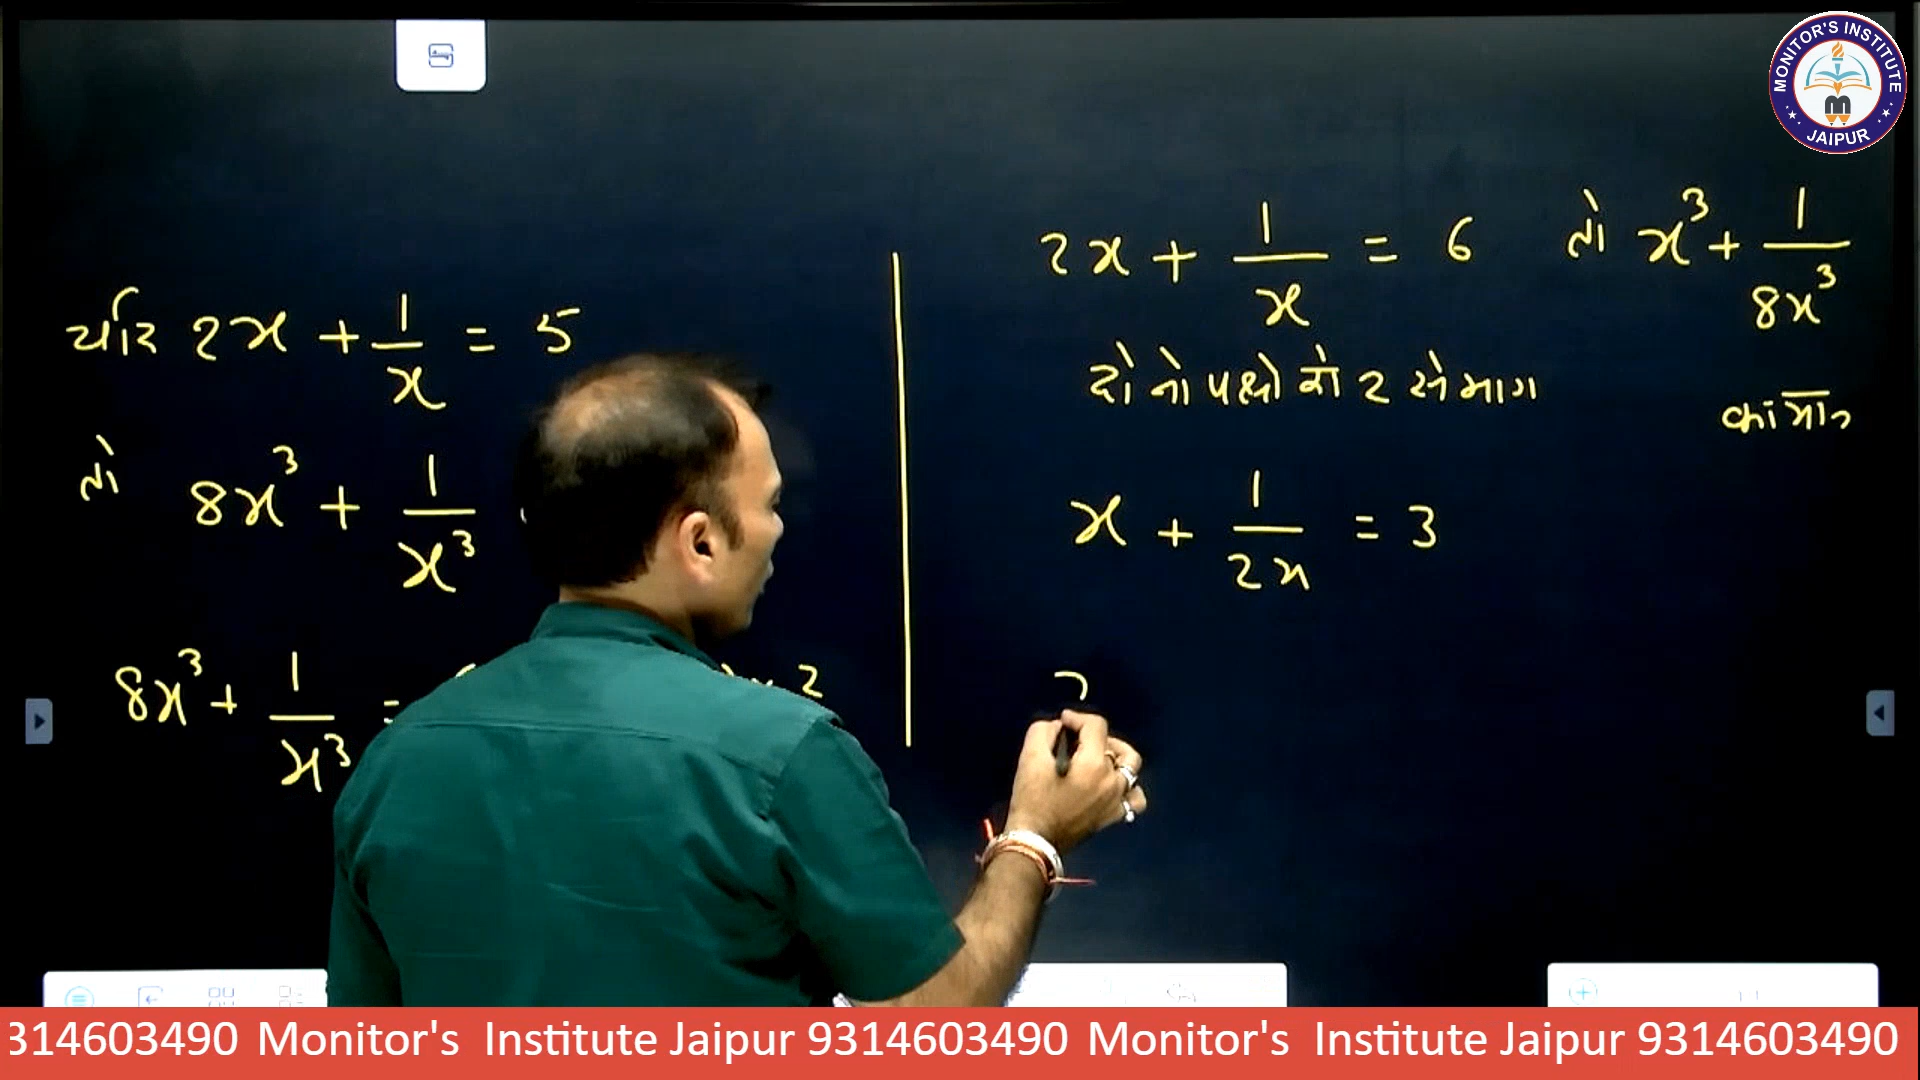 MONITOR'S INSTITUTE
JAIPUR
यदि 2x + 1/x = 5
तो 8x³ + 1/x³
8x³ + 1/x³ =
2
2x + 1/x = 6 तो x³ + 1/8x³
का मान
दोनो पक्षो को 2 से भाग
x + 1/2x = 3
314603490 Monitor's Institute Jaipur 9314603490 Monitor's Institute Jaipur 9314603490